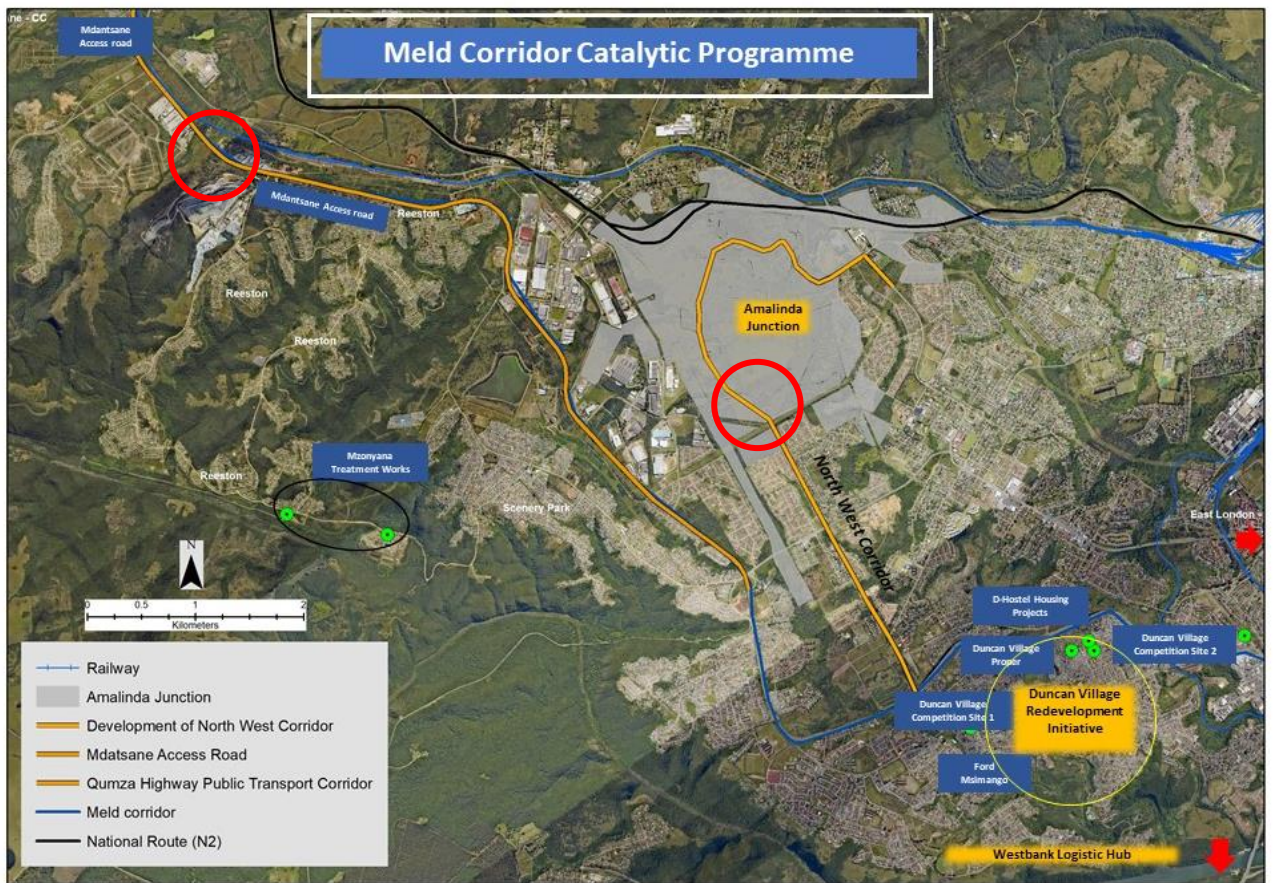 ne - CC
Mdantsane
Access road
Meld Corridor Catalytic Programme
Mdantsane Access road
Reeston
Reeston
Reeston
Reeston
Amalinda
Junction
Mzonyana
Treatment Works
Scenery Park
North West Corridor
East London
N
0 0.5 1 2
Kilometers
D-Hostel Housing
Projects
Duncan Village
Proper
Duncan Village
Competition Site 2
Duncan Village
Competition Site 1
Duncan Village
Redevelopment
Initiative
Ford
Msimango
Westbank Logistic Hub
Railway
Amalinda Junction
Development of North West Corridor
Mdatsane Access Road
Qumza Highway Public Transport Corridor
Meld corridor
National Route (N2)